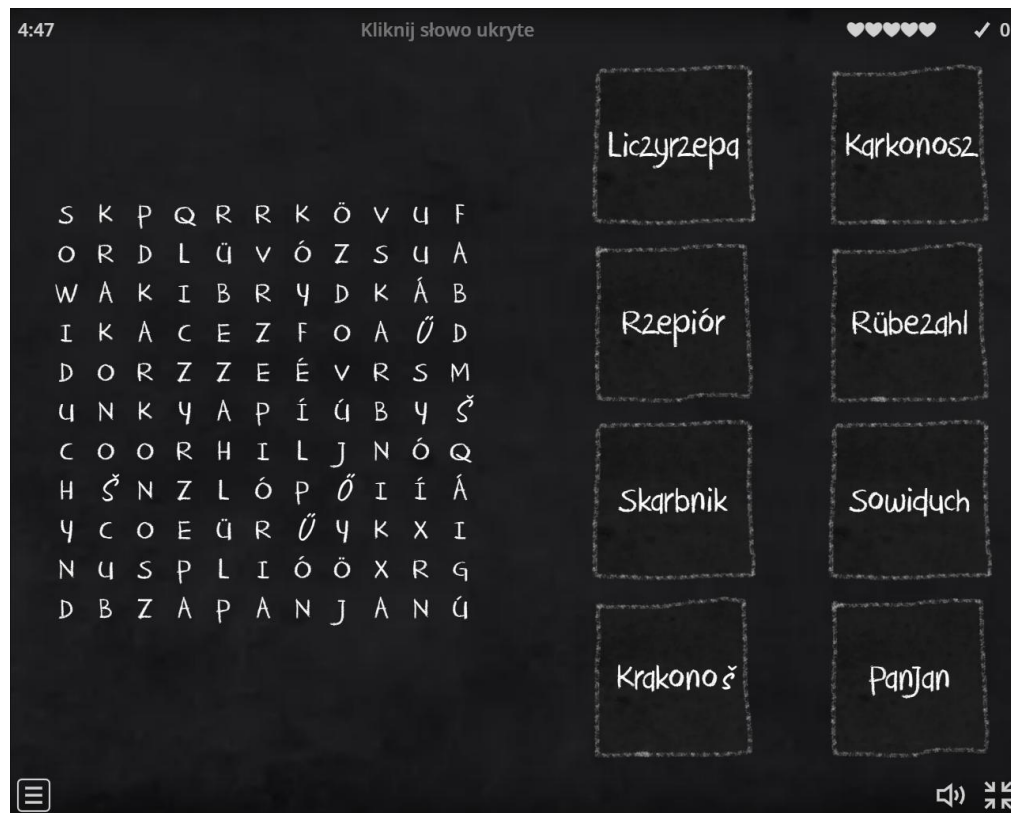 4:47
Kliknij słowo ukryte
✓ 0
S K P Q R R K Ö V U F
O R D L Ü V Ó Z S U A
W A K I B R Y D K Á B
I K A C E Z F O A Ű D
D O R Z Z E É V R S M
U N K Y A P Í Ú B Y Š
C O O R H I L J N Ó Q
H Š N Z L Ó P Ő I Í Á
Y C O E Ü R Ű Y K X I
N U S P L I Ó Ö X R G
D B Z A P A N J A N Ú
Liczyrzepa
Karkonosz
Rzepiór
Rübezahl
Skarbnik
Sowiduch
Krakonoš
PanJan